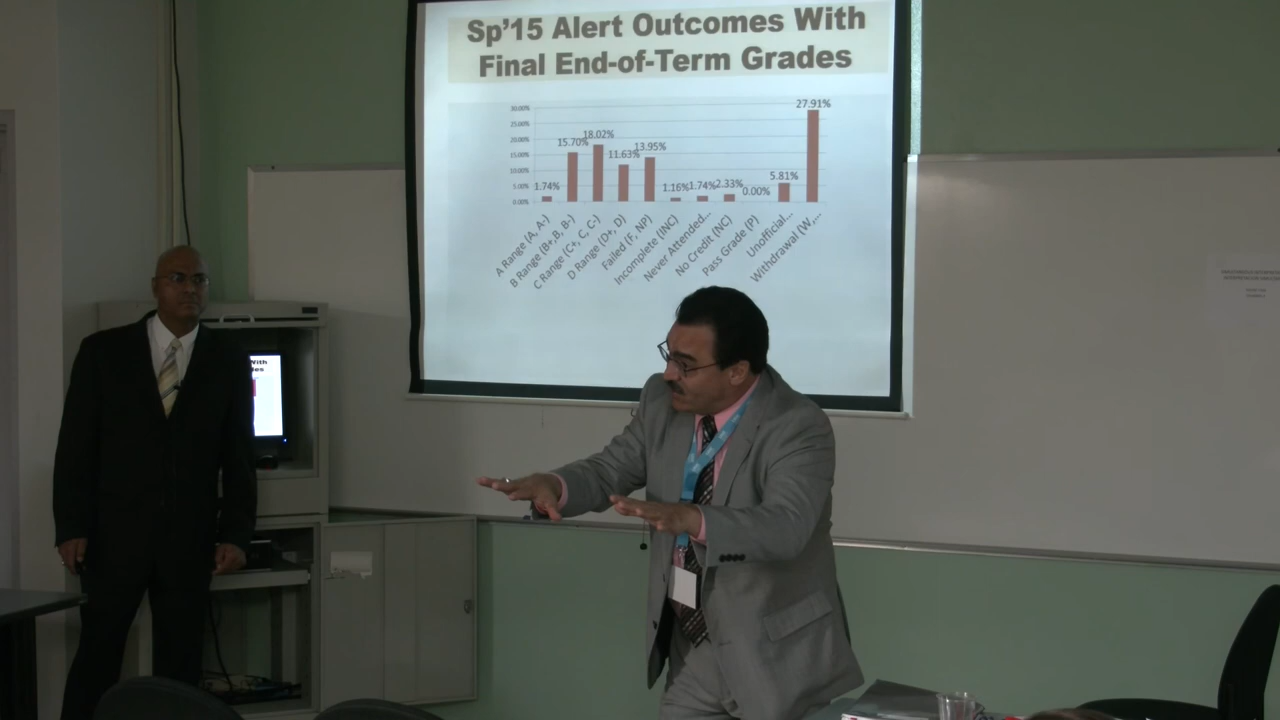 Sp'15 Alert Outcomes With
Final End-of-Term Grades
30.00%
25.00%
20.00%
15.00%
10.00%
5.00%
0.00%
1.74%
15.70%
18.02%
11.63%
13.95%
1.16%
1.74%
2.33%
0.00%
5.81%
27.91%
A Range (A, A-)
B Range (B+,B, B-)
C Range (C+, C, C-)
D Range (D+, D)
Failed (F, NP)
Incomplete (INC)
Never Attended...
No Credit (NC)
Pass Grade (P)
Unofficial...
Withdrawal (W,...
With